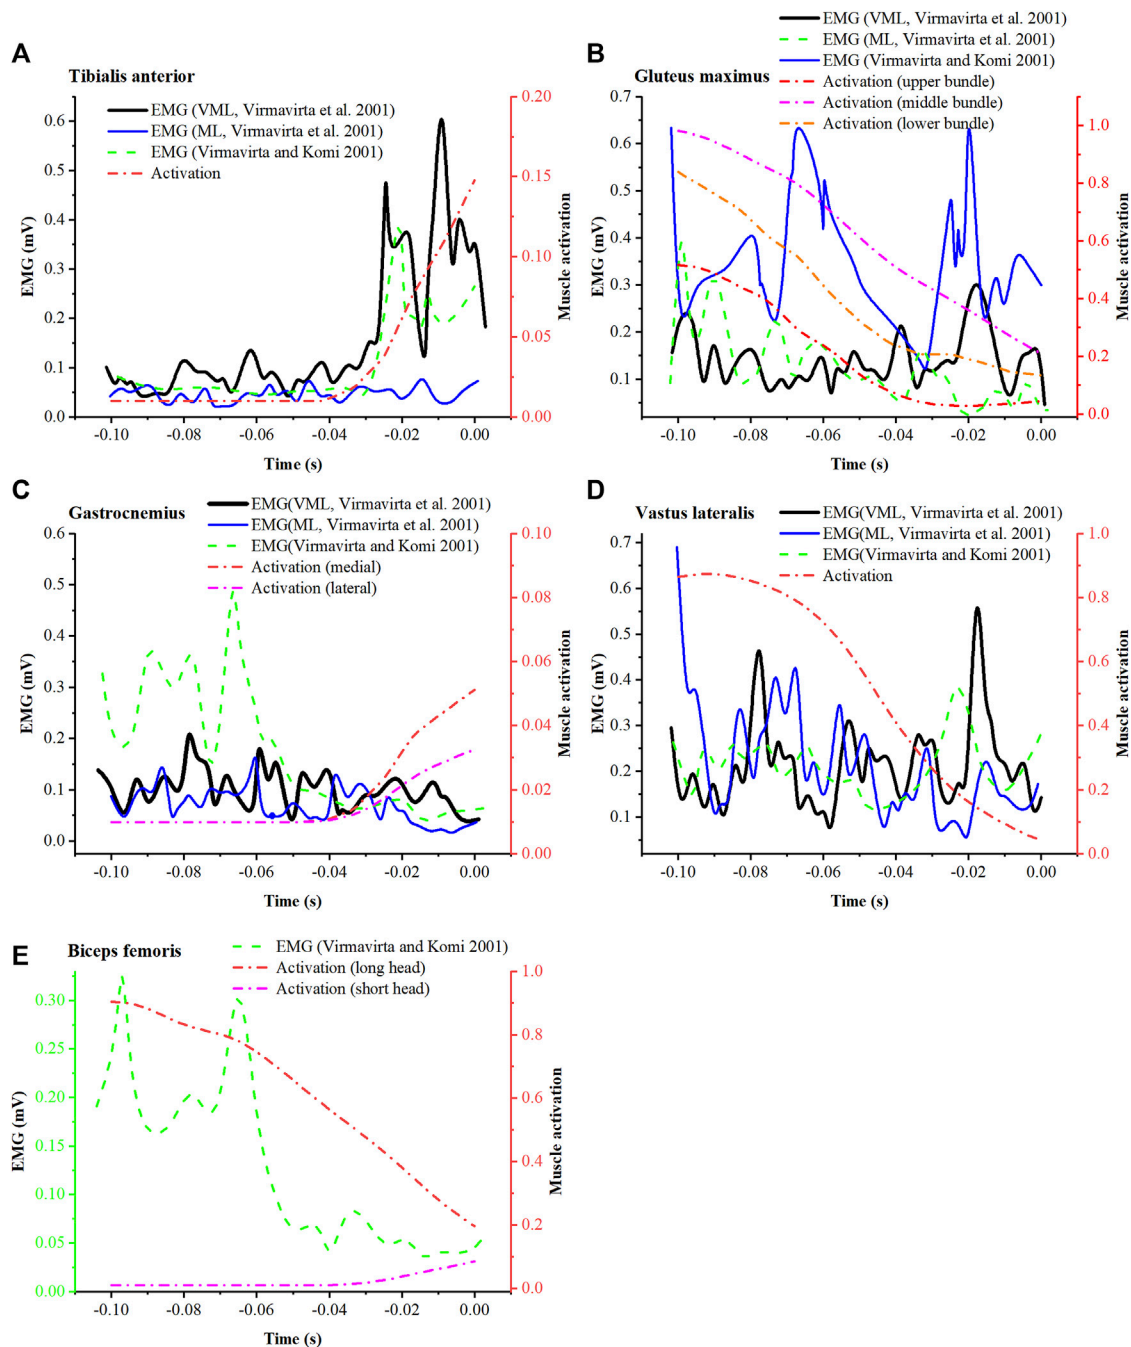 A
Tibialis anterior
EMG (VML, Virmavirta et al. 2001)
EMG (ML, Virmavirta et al. 2001)
EMG (Virmavirta and Komi 2001)
Activation
0.6
0.5
0.4
0.3
0.2
0.1
0.0
EMG (mV)
0.20
0.15
0.10
0.05
0.00
Muscle activation
-0.10 -0.08 -0.06 -0.04 -0.02 0.00
Time (s)
B
Gluteus maximus
EMG (VML, Virmavirta et al. 2001)
EMG (ML, Virmavirta et al. 2001)
EMG (Virmavirta and Komi 2001)
Activation (upper bundle)
Activation (middle bundle)
Activation (lower bundle)
0.7
0.6
0.5
0.4
0.3
0.2
0.1
EMG (mV)
1.0
0.8
0.6
0.4
0.2
0.0
Muscle activation
-0.10 -0.08 -0.06 -0.04 -0.02 0.00
Time (s)
C
Gastrocnemius
EMG(VML, Virmavirta et al. 2001)
EMG(ML, Virmavirta et al. 2001)
EMG(Virmavirta and Komi 2001)
Activation (medial)
Activation (lateral)
0.6
0.5
0.4
0.3
0.2
0.1
0.0
EMG (mV)
0.10
0.08
0.06
0.04
0.02
0.00
Muscle activation
-0.10 -0.08 -0.06 -0.04 -0.02 0.00
Time (s)
D
Vastus lateralis
EMG(VML, Virmavirta et al. 2001)
EMG(ML, Virmavirta et al. 2001)
EMG(Virmavirta and Komi 2001)
Activation
0.7
0.6
0.5
0.4
0.3
0.2
0.1
EMG (mV)
1.0
0.8
0.6
0.4
0.2
0.0
Muscle activation
-0.10 -0.08 -0.06 -0.04 -0.02 0.00
Time (s)
E
Biceps femoris
EMG (Virmavirta and Komi 2001)
Activation (long head)
Activation (short head)
0.30
0.25
0.20
0.15
0.10
0.05
0.00
EMG (mV)
1.0
0.8
0.6
0.4
0.2
0.0
Muscle activation
-0.10 -0.08 -0.06 -0.04 -0.02 0.00
Time (s)